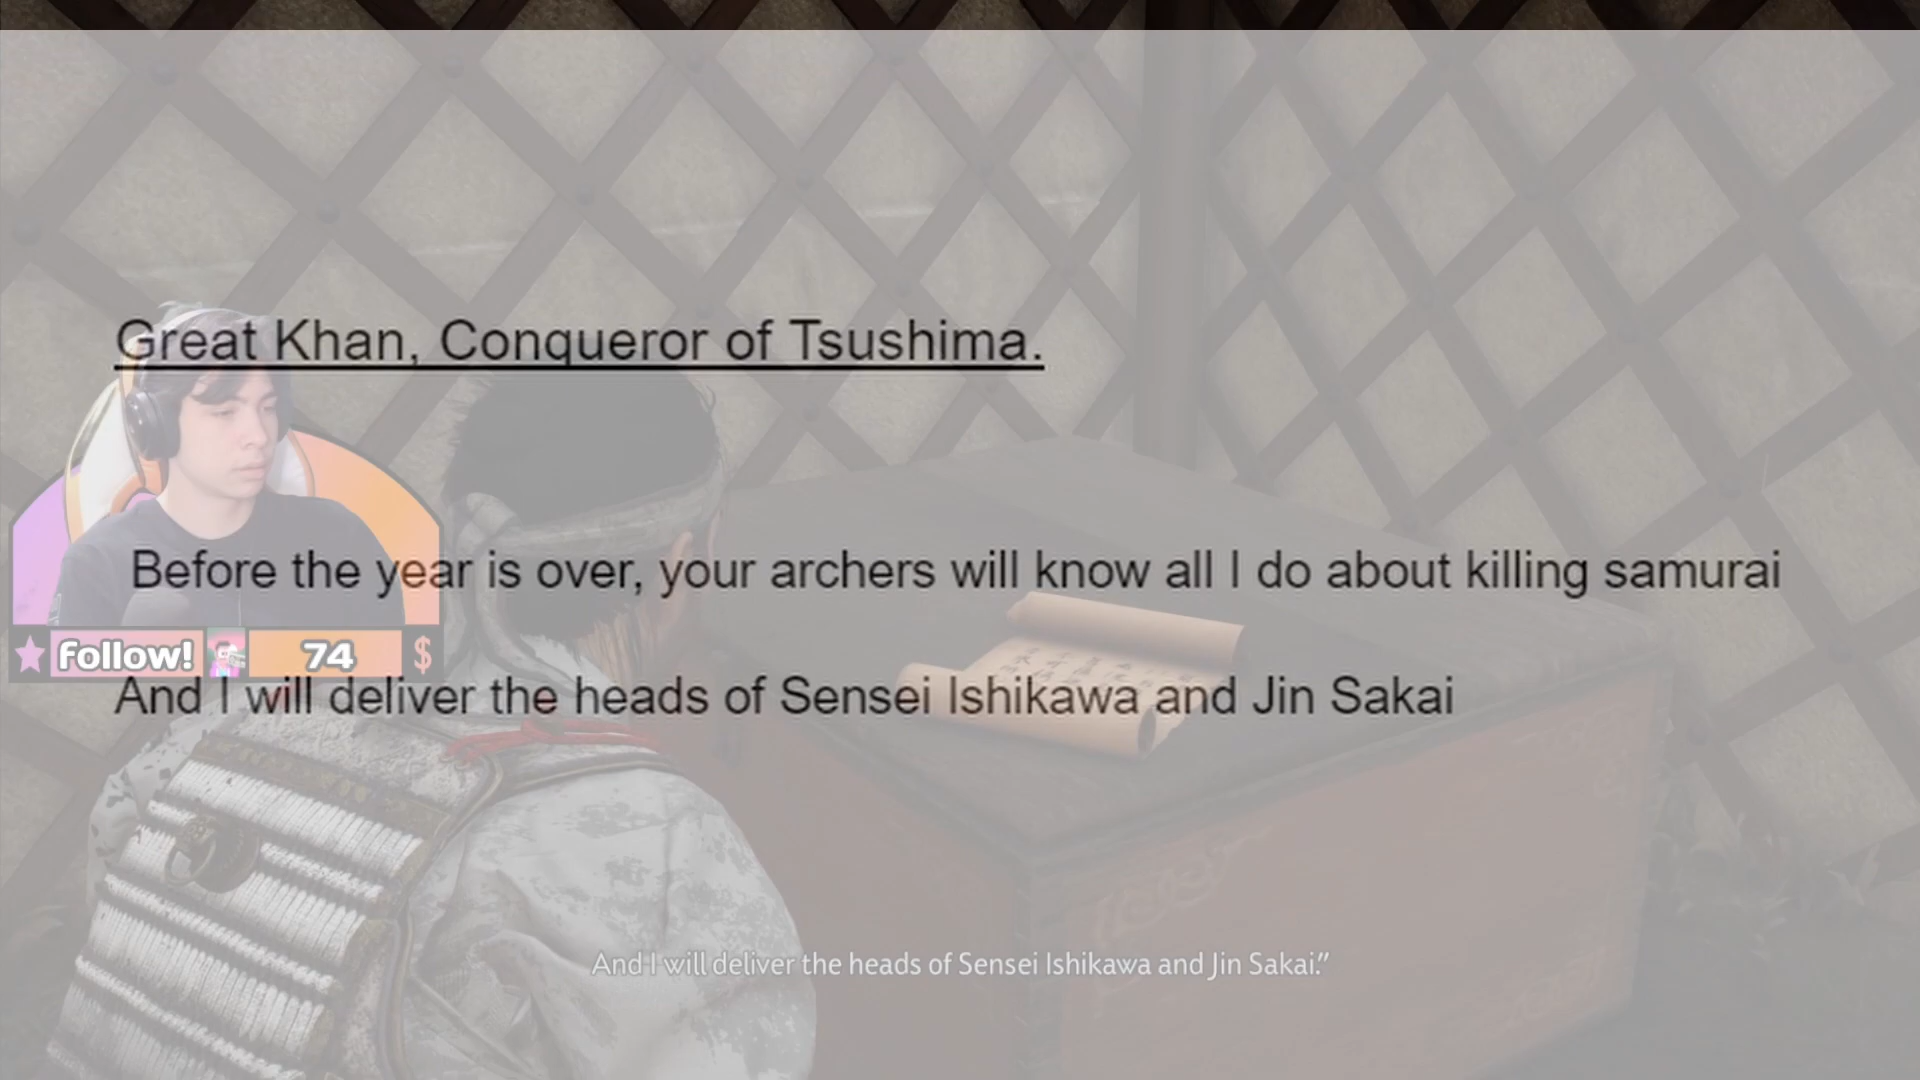 Great Khan, Conqueror of Tsushima.
Before the year is over, your archers will know all I do about killing samurai
follow! 74 $
And I will deliver the heads of Sensei Ishikawa and Jin Sakai
And I will deliver the heads of Sensei Ishikawa and Jin Sakai.”